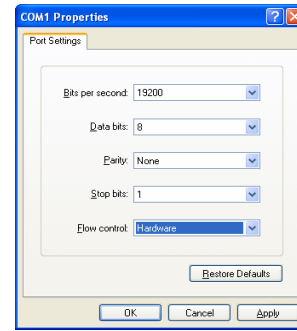 COM1 Properties
Port Settings
Bits per second: 19200
Data bits: 8
Parity: None
Stop bits: 1
Flow control: Hardware
Restore Defaults
OK Cancel Apply